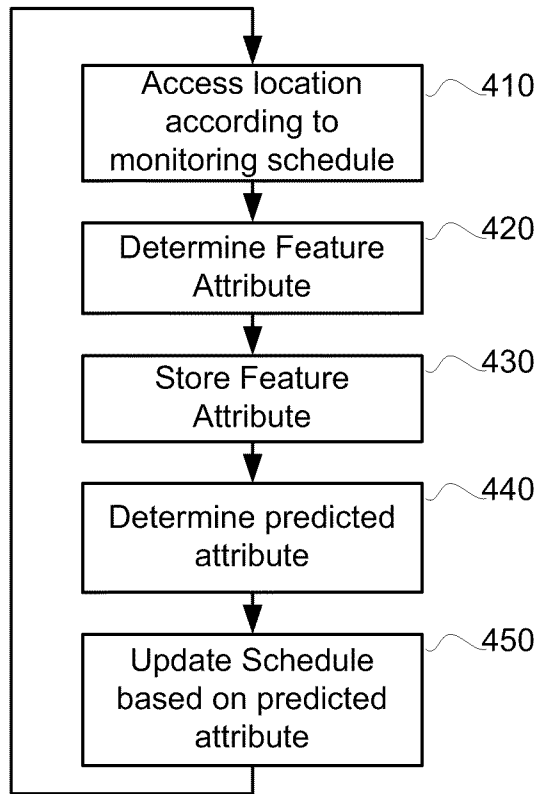 Access location
according to
monitoring schedule
410
Determine Feature
Attribute
420
Store Feature
Attribute
430
Determine predicted
attribute
440
Update Schedule
based on predicted
attribute
450